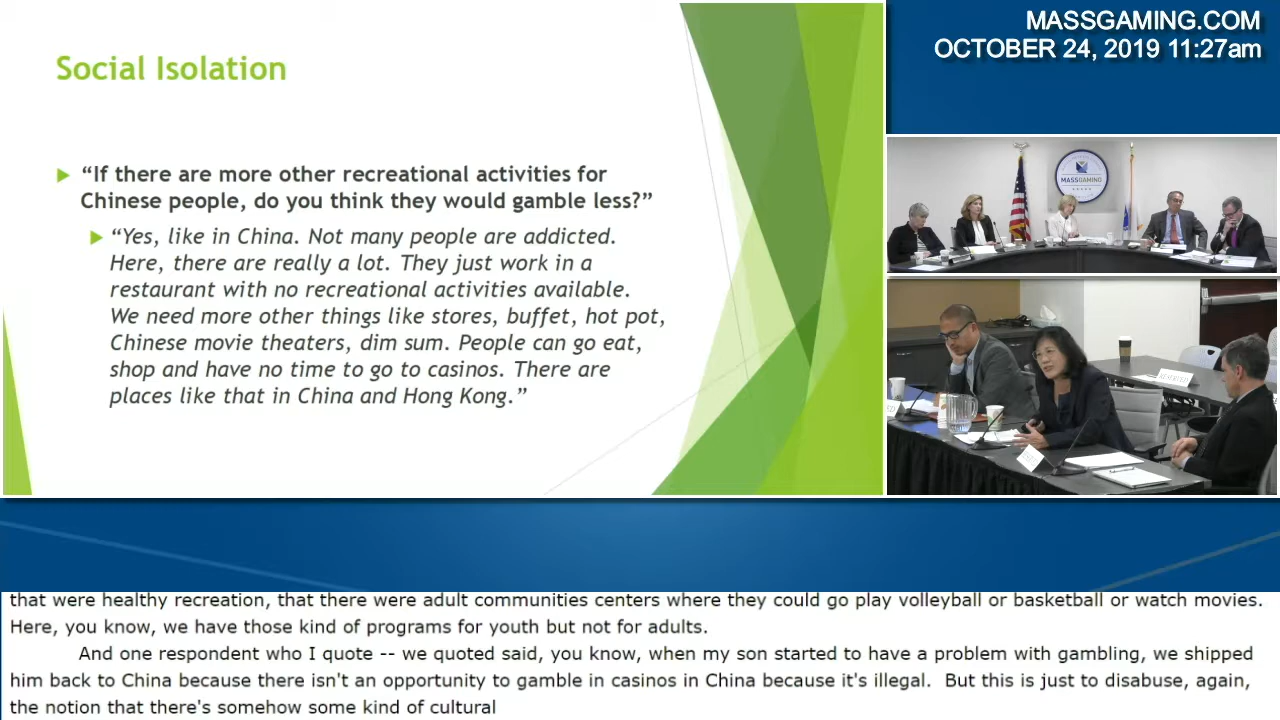 MASSGAMING.COM
OCTOBER 24, 2019 11:27am
Social Isolation
“If there are more other recreational activities for
Chinese people, do you think they would gamble less?”
“Yes, like in China. Not many people are addicted.
Here, there are really a lot. They just work in a
restaurant with no recreational activities available.
We need more other things like stores, buffet, hot pot,
Chinese movie theaters, dim sum. People can go eat,
shop and have no time to go to casinos. There are
places like that in China and Hong Kong.”
MASSGAMING
RESERVED
that were healthy recreation, that there were adult communities centers where they could go play volleyball or basketball or watch movies.
Here, you know, we have those kind of programs for youth but not for adults.
And one respondent who I quote -- we quoted said, you know, when my son started to have a problem with gambling, we shipped
him back to China because there isn't an opportunity to gamble in casinos in China because it's illegal.  But this is just to disabuse, again,
the notion that there's somehow some kind of cultural